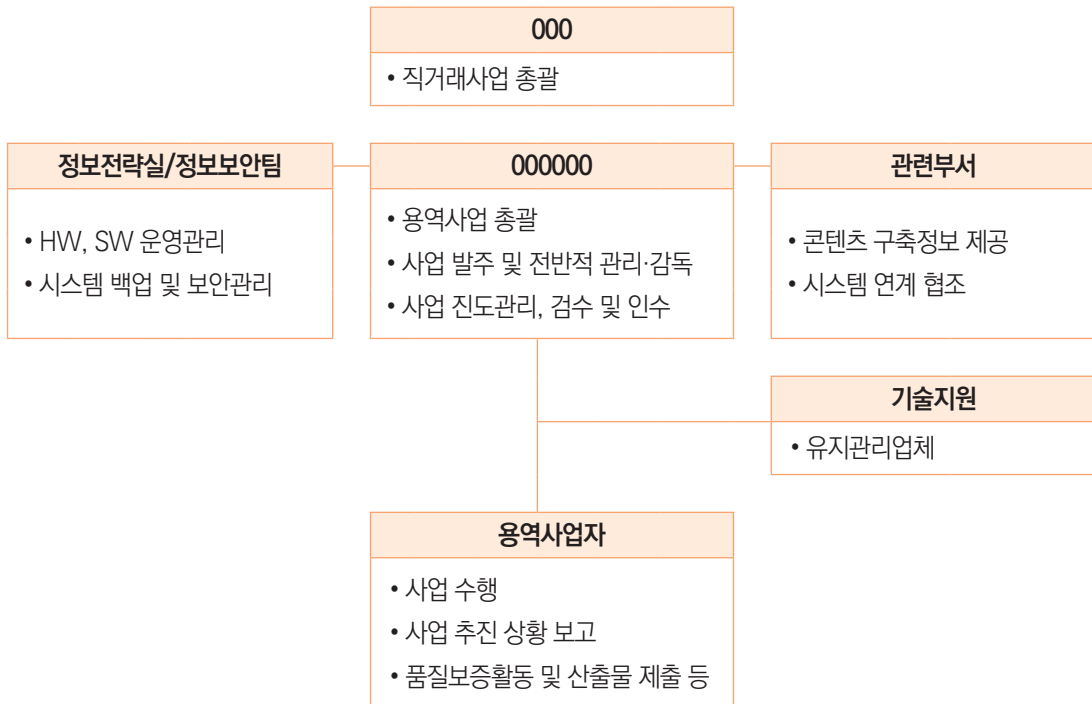 000
• 직거래사업 총괄
정보전략실/정보보안팀
• HW, SW 운영관리
• 시스템 백업 및 보안관리
000000
• 용역사업 총괄
• 사업 발주 및 전반적 관리·감독
• 사업 진도관리, 검수 및 인수
관련부서
• 콘텐츠 구축정보 제공
• 시스템 연계 협조
기술지원
• 유지관리업체
용역사업자
• 사업 수행
• 사업 추진 상황 보고
• 품질보증활동 및 산출물 제출 등